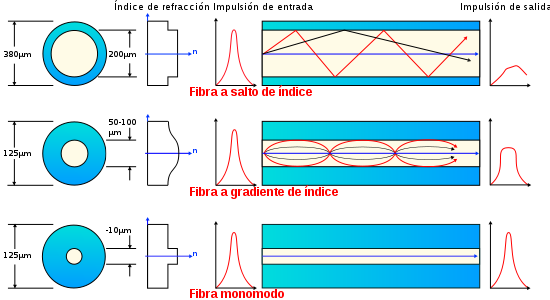 Índice de refracción Impulsión de entrada Impulsión de salida
380µm 200µm n
Fibra a salto de índice
50-100
µm
125µm n
Fibra a gradiente de índice
-10µm
125µm n
Fibra monomodo